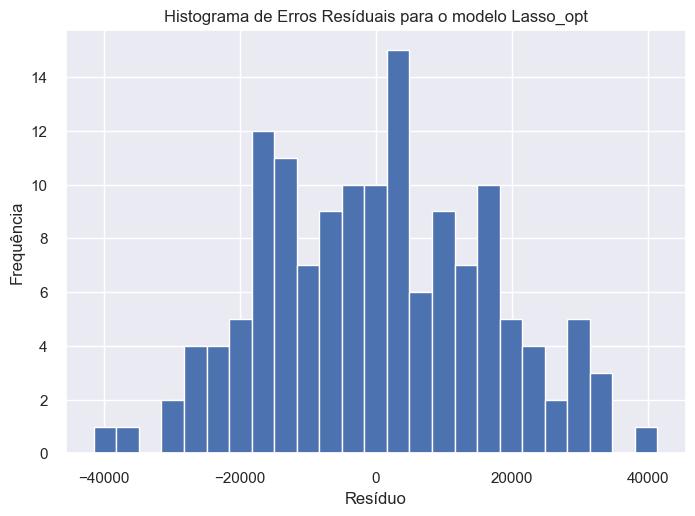 Histograma de Erros Resíduais para o modelo Lasso_opt
14
12
10
8
6
4
2
0
Frequência
−40000 −20000 0 20000 40000
Resíduo